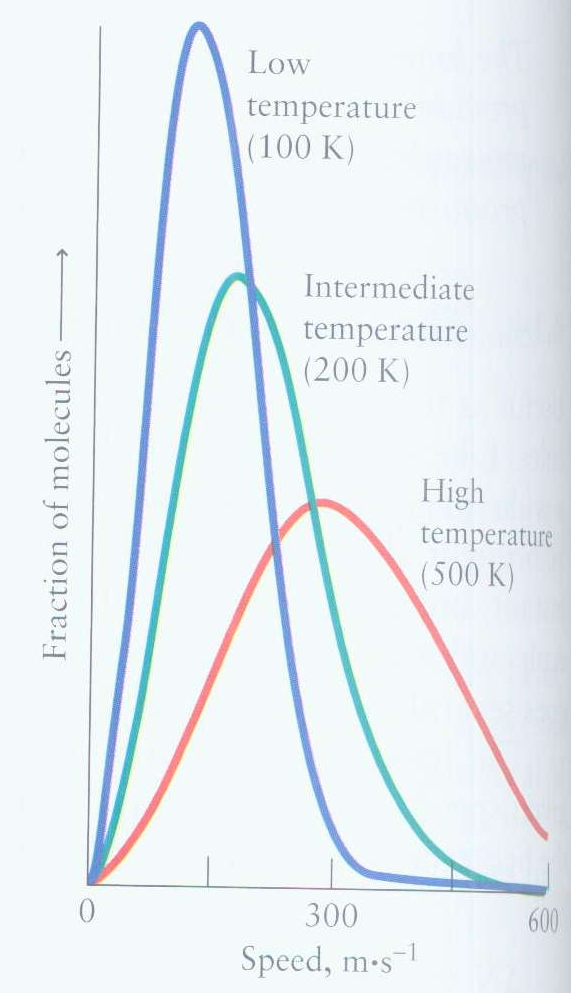 Low
temperature
(100 K)
Intermediate
temperature
(200 K)
High
temperature
(500 K)
Fraction of molecules →
0
300
600
Speed, m·s⁻¹